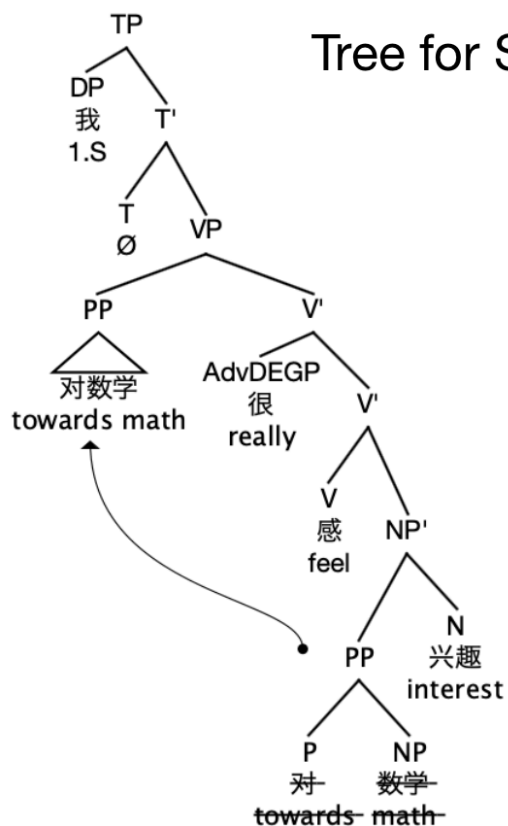 Tree for S
TP
DP
我
1.S
T'
T
Ø
VP
PP
对数学
towards math
V'
AdvDEGP
很
really
V'
V
感
feel
NP'
PP
P
对
towards
NP
数学
math
N
兴趣
interest